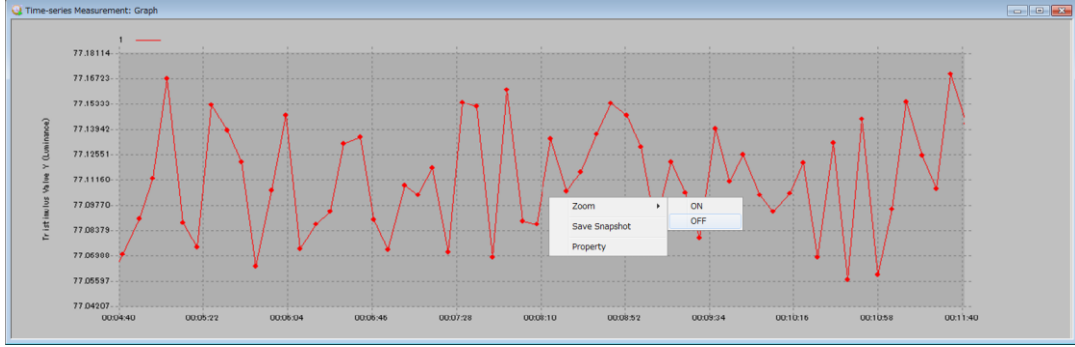 Time-series Measurement: Graph
1
77.18114
77.16723
77.15333
77.13942
77.12551
77.11160
77.09770
77.08379
77.06988
77.05597
77.04207
Tristimulus Value Y (Luminance)
00:04:40 00:05:22 00:06:04 00:06:46 00:07:28 00:08:10 00:08:52 00:09:34 00:10:16 00:10:58 00:11:40
Zoom
Save Snapshot
Property
ON
OFF